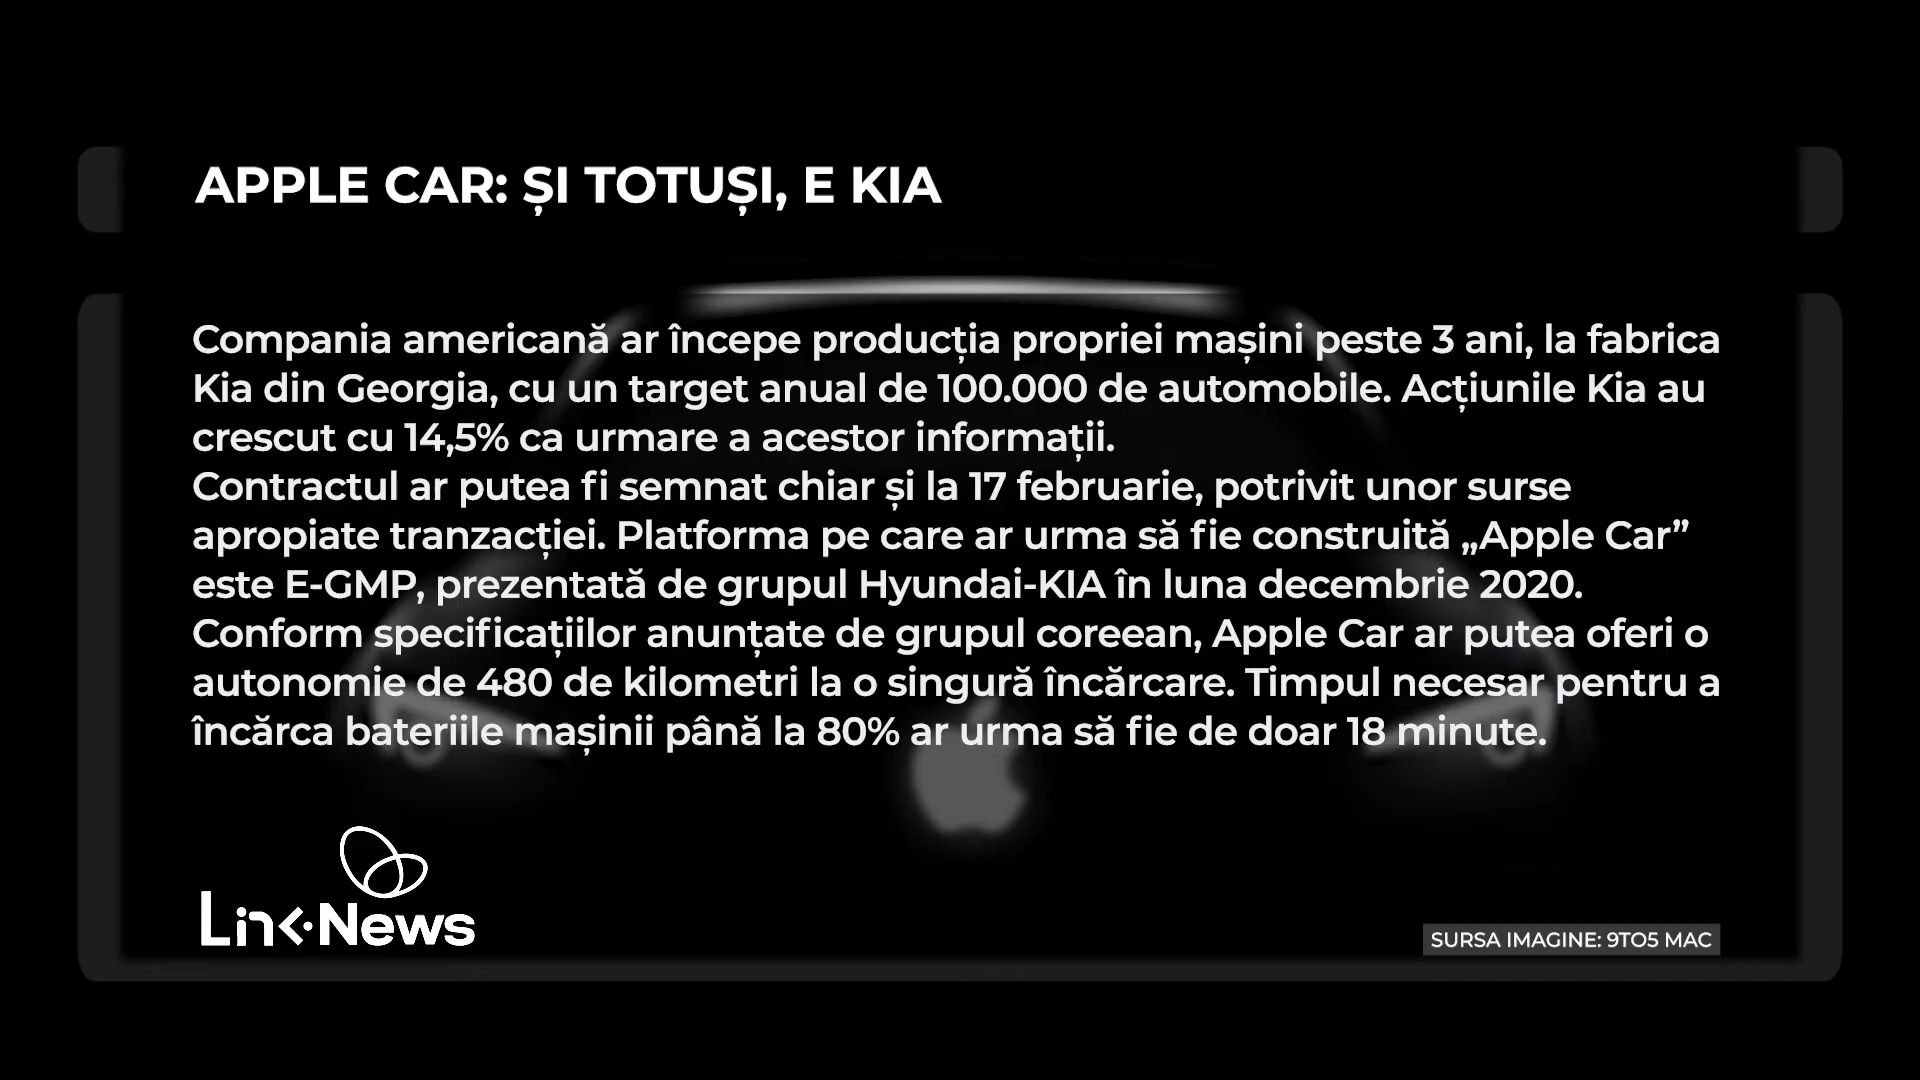 APPLE CAR: ȘI TOTUȘI, E KIA
Compania americană ar începe producția propriei mașini peste 3 ani, la fabrica
Kia din Georgia, cu un target anual de 100.000 de automobile. Acțiunile Kia au
crescut cu 14,5% ca urmare a acestor informații.
Contractul ar putea fi semnat chiar și la 17 februarie, potrivit unor surse
apropiate tranzacției. Platforma pe care ar urma să fie construită „Apple Car”
este E-GMP, prezentată de grupul Hyundai-KIA în luna decembrie 2020.
Conform specificațiilor anunțate de grupul coreean, Apple Car ar putea oferi o
autonomie de 480 de kilometri la o singură încărcare. Timpul necesar pentru a
încărca bateriile mașinii până la 80% ar urma să fie de doar 18 minute.
Link News
SURSA IMAGINE: 9TO5 MAC